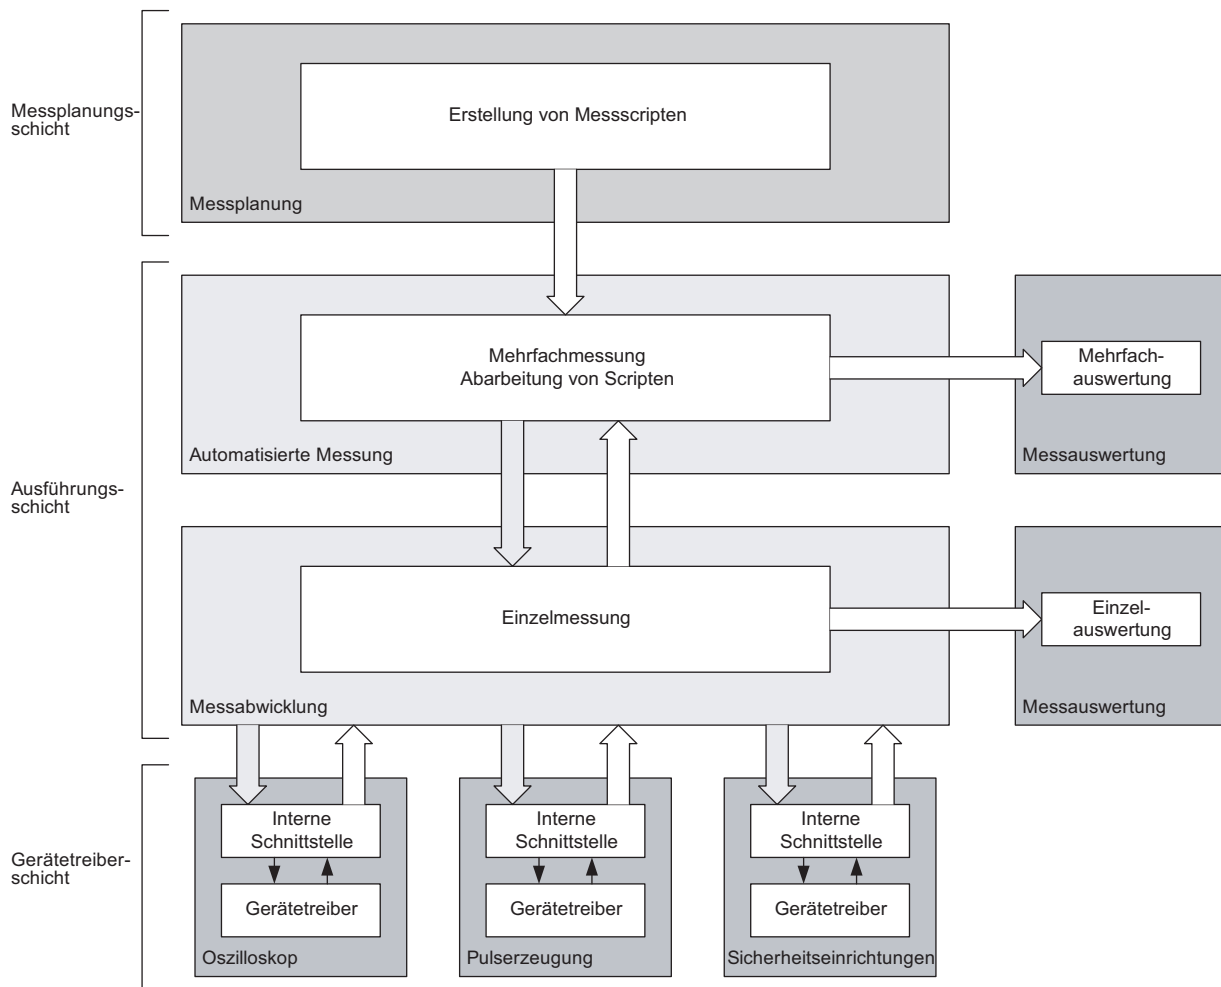 Messplanungs-
schicht
Erstellung von Messscripten
Messplanung
Ausführungs-
schicht
Mehrfachmessung
Abarbeitung von Scripten
Automatisierte Messung
Mehrfach-
auswertung
Messauswertung
Einzelmessung
Messabwicklung
Einzel-
auswertung
Messauswertung
Gerätetreiber-
schicht
Interne
Schnittstelle
Gerätetreiber
Oszilloskop
Interne
Schnittstelle
Gerätetreiber
Pulserzeugung
Interne
Schnittstelle
Gerätetreiber
Sicherheitseinrichtungen